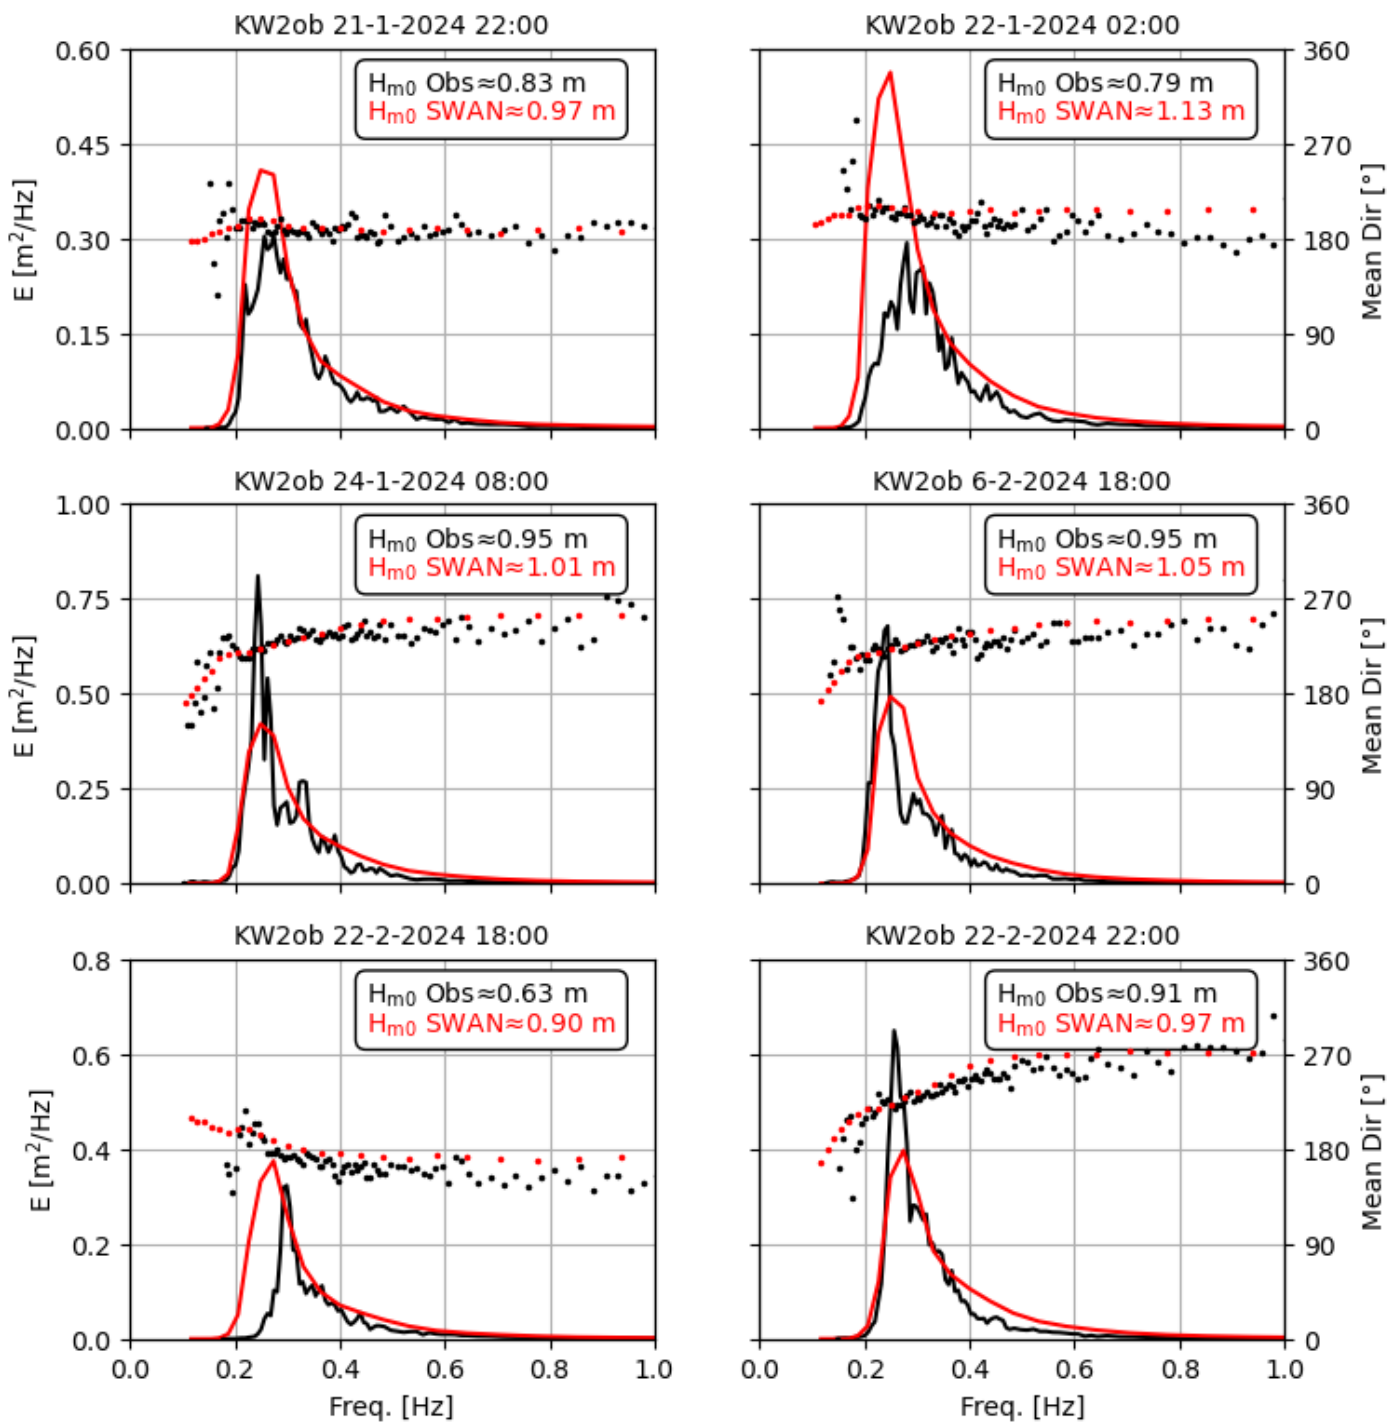 KW2ob 21-1-2024 22:00
KW2ob 22-1-2024 02:00
0.60
0.45
0.30
0.15
0.00
E [m²/Hz]
Hm0 Obs≈0.83 m
Hm0 SWAN≈0.97 m
Hm0 Obs≈0.79 m
Hm0 SWAN≈1.13 m
360
270
180
90
0
Mean Dir [°]
KW2ob 24-1-2024 08:00
KW2ob 6-2-2024 18:00
1.00
0.75
0.50
0.25
0.00
E [m²/Hz]
Hm0 Obs≈0.95 m
Hm0 SWAN≈1.01 m
Hm0 Obs≈0.95 m
Hm0 SWAN≈1.05 m
360
270
180
90
0
Mean Dir [°]
KW2ob 22-2-2024 18:00
KW2ob 22-2-2024 22:00
0.8
0.6
0.4
0.2
0.0
E [m²/Hz]
Hm0 Obs≈0.63 m
Hm0 SWAN≈0.90 m
Hm0 Obs≈0.91 m
Hm0 SWAN≈0.97 m
360
270
180
90
0
Mean Dir [°]
0.0 0.2 0.4 0.6 0.8 1.0
Freq. [Hz]
0.0 0.2 0.4 0.6 0.8 1.0
Freq. [Hz]